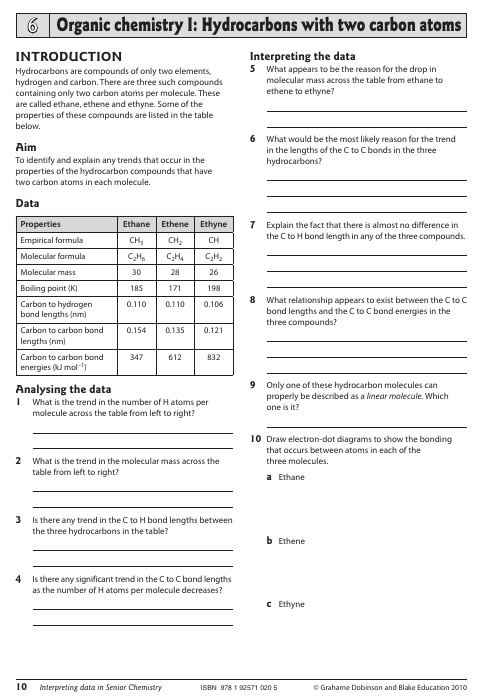 6 Organic chemistry I: Hydrocarbons with two carbon atoms
INTRODUCTION
Hydrocarbons are compounds of only two elements,
hydrogen and carbon. There are three such compounds
containing only two carbon atoms per molecule. These
are called ethane, ethene and ethyne. Some of the
properties of these compounds are listed in the table
below.
Aim
To identify and explain any trends that occur in the
properties of the hydrocarbon compounds that have
two carbon atoms in each molecule.
Data
Properties Ethane Ethene Ethyne
Empirical formula CH₃ CH₂ CH
Molecular formula C₂H₆ C₂H₄ C₂H₂
Molecular mass 30 28 26
Boiling point (K) 185 171 198
Carbon to hydrogen 0.110 0.110 0.106
bond lengths (nm)
Carbon to carbon bond 0.154 0.135 0.121
lengths (nm)
Carbon to carbon bond 347 612 832
energies (kJ mol⁻¹)
Analysing the data
1 What is the trend in the number of H atoms per
molecule across the table from left to right?
2 What is the trend in the molecular mass across the
table from left to right?
3 Is there any trend in the C to H bond lengths between
the three hydrocarbons in the table?
4 Is there any significant trend in the C to C bond lengths
as the number of H atoms per molecule decreases?
Interpreting the data
5 What appears to be the reason for the drop in
molecular mass across the table from ethane to
ethene to ethyne?
6 What would be the most likely reason for the trend
in the lengths of the C to C bonds in the three
hydrocarbons?
7 Explain the fact that there is almost no difference in
the C to H bond length in any of the three compounds.
8 What relationship appears to exist between the C to C
bond lengths and the C to C bond energies in the
three compounds?
9 Only one of these hydrocarbon molecules can
properly be described as a linear molecule. Which
one is it?
10 Draw electron-dot diagrams to show the bonding
that occurs between atoms in each of the
three molecules.
a Ethane
b Ethene
c Ethyne
10 Interpreting data in Senior Chemistry ISBN 978 1 92571 020 5 © Grahame Dobinson and Blake Education 2010